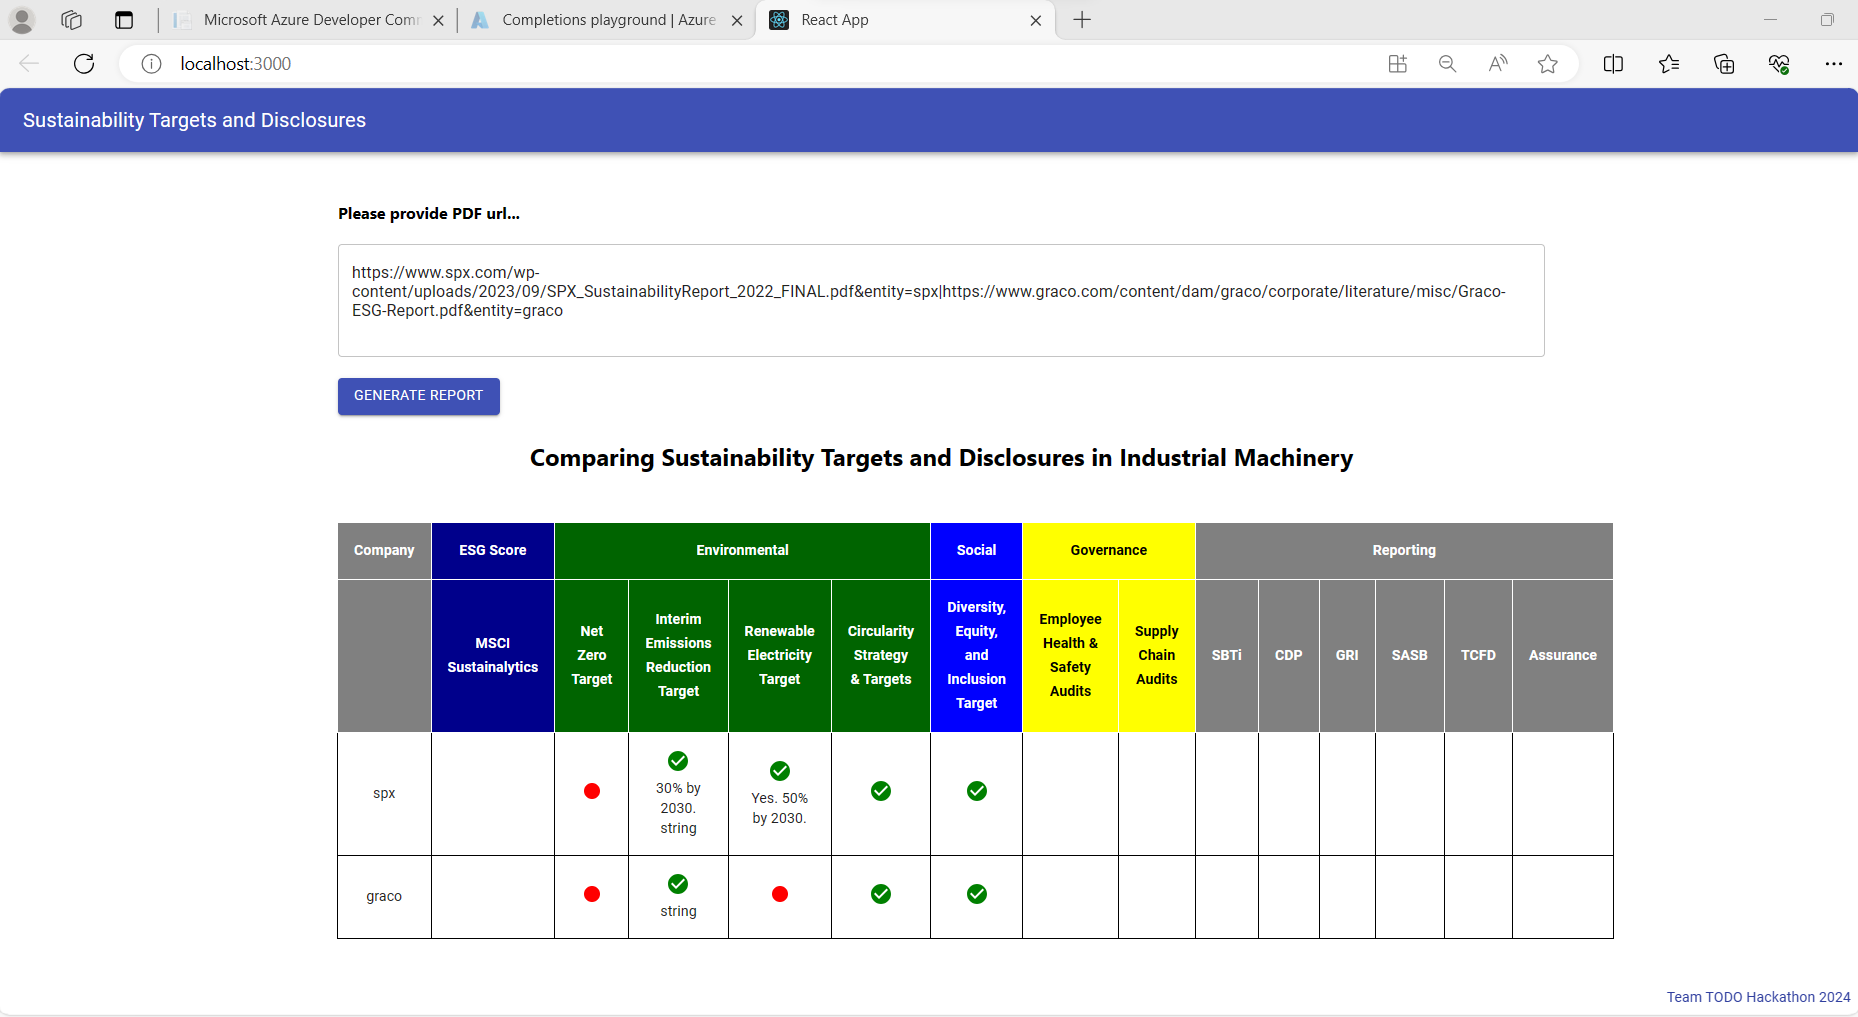 Microsoft Azure Developer Com
Completions playground | Azure
React App
localhost:3000
Sustainability Targets and Disclosures
Please provide PDF url...
https://www.spx.com/wp-
content/uploads/2023/09/SPX_SustainabilityReport_2022_FINAL.pdf&entity=spx|https://www.graco.com/content/dam/graco/corporate/literature/misc/Graco-
ESG-Report.pdf&entity=graco
GENERATE REPORT
Comparing Sustainability Targets and Disclosures in Industrial Machinery
Company
ESG Score
Environmental
Social
Governance
Reporting
MSCI
Sustainalytics
Net
Zero
Target
Interim
Emissions
Reduction
Target
Renewable
Electricity
Target
Circularity
Strategy
& Targets
Diversity,
Equity,
and
Inclusion
Target
Employee
Health &
Safety
Audits
Supply
Chain
Audits
SBTi
CDP
GRI
SASB
TCFD
Assurance
spx
30% by
2030.
string
Yes. 50%
by 2030.
graco
string
Team TODO Hackathon 2024